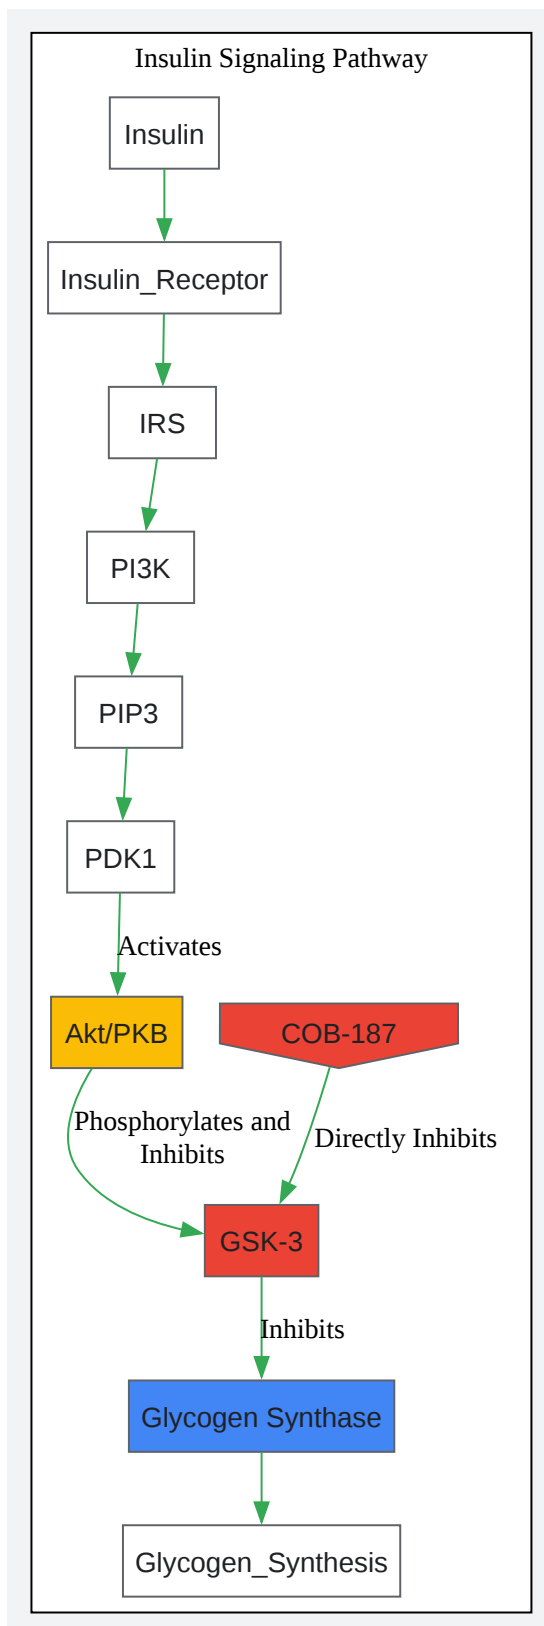 Insulin Signaling Pathway
Insulin
Insulin_Receptor
IRS
PI3K
PIP3
PDK1
Activates
Akt/PKB
COB-187
Phosphorylates and
Inhibits
Directly Inhibits
GSK-3
Inhibits
Glycogen Synthase
Glycogen_Synthesis